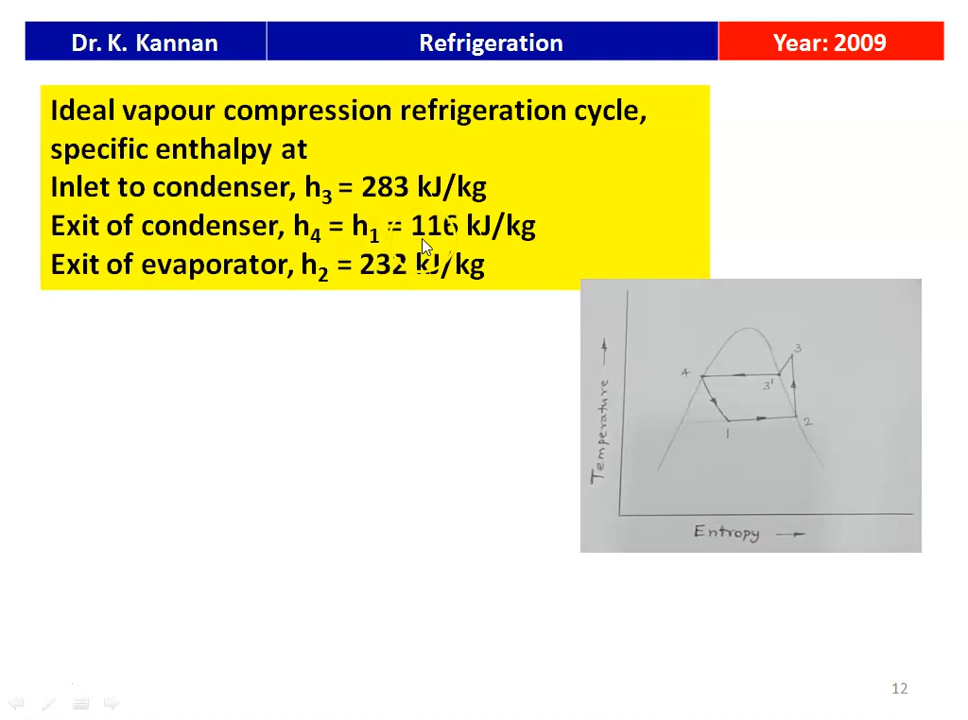 Dr. K. Kannan Refrigeration Year: 2009
Ideal vapour compression refrigeration cycle,
specific enthalpy at
Inlet to condenser, h3 = 283 kJ/kg
Exit of condenser, h4 = h1 = 116 kJ/kg
Exit of evaporator, h2 = 232 kJ/kg
Temperature
3
4
3'
2
1
Entropy
12